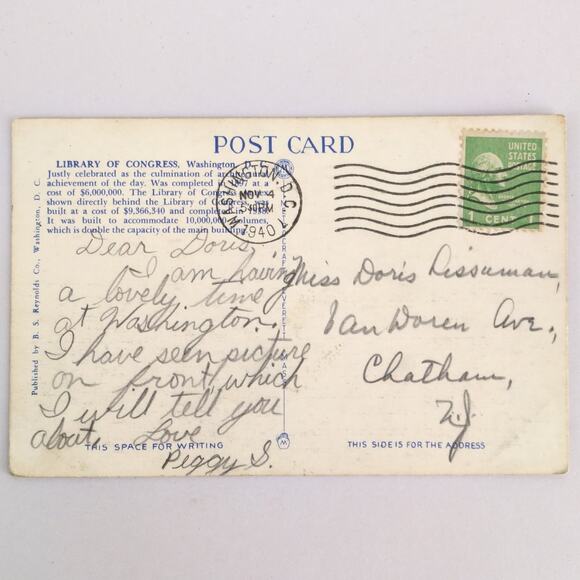 POST CARD
UNITED
STATES
POSTAGE
1 CENT
WASHINGTON, D.C.
NOV 4
PM
1940
LIBRARY OF CONGRESS, Washington, D. C.
Justly celebrated as the culmination of
achievement of the day. Was completed in 1897 at a
cost of $6,000,000. The Library of Congress
shown directly behind the Library of
built at a cost of $9,366,340 and completed in
It was built to accommodate 10,000,000 volumes,
which is double the capacity of the main building.
Published by B. S. Reynolds Co., Washington, D. C.
Dear Doris,
I am having
a lovely time
at Washington.
I have seen picture
on front which
I will tell you
about. Love
Peggy S.
Miss Doris
Van Doren Ave.,
Chatham,
N.J.
THIS SPACE FOR WRITING
THIS SIDE IS FOR THE ADDRESS